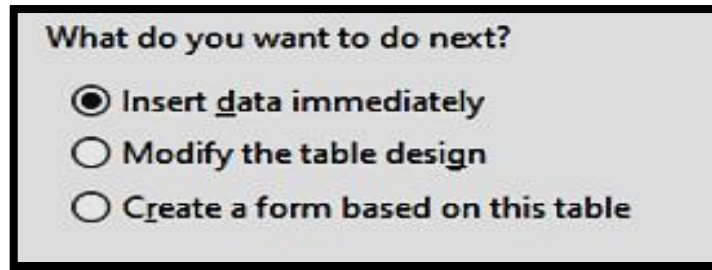 What do you want to do next?
Insert data immediately
Modify the table design
Create a form based on this table